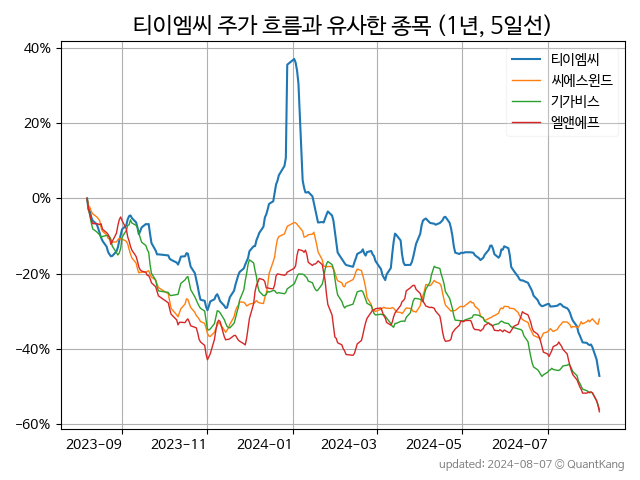 티이엠씨 주가 흐름과 유사한 종목 (1년, 5일선)
40%
20%
0%
−20%
−40%
−60%
티이엠씨
씨에스윈드
기가비스
엘앤에프
2023-09
2023-11
2024-01
2024-03
2024-05
2024-07
updated: 2024-08-07 © QuantKang